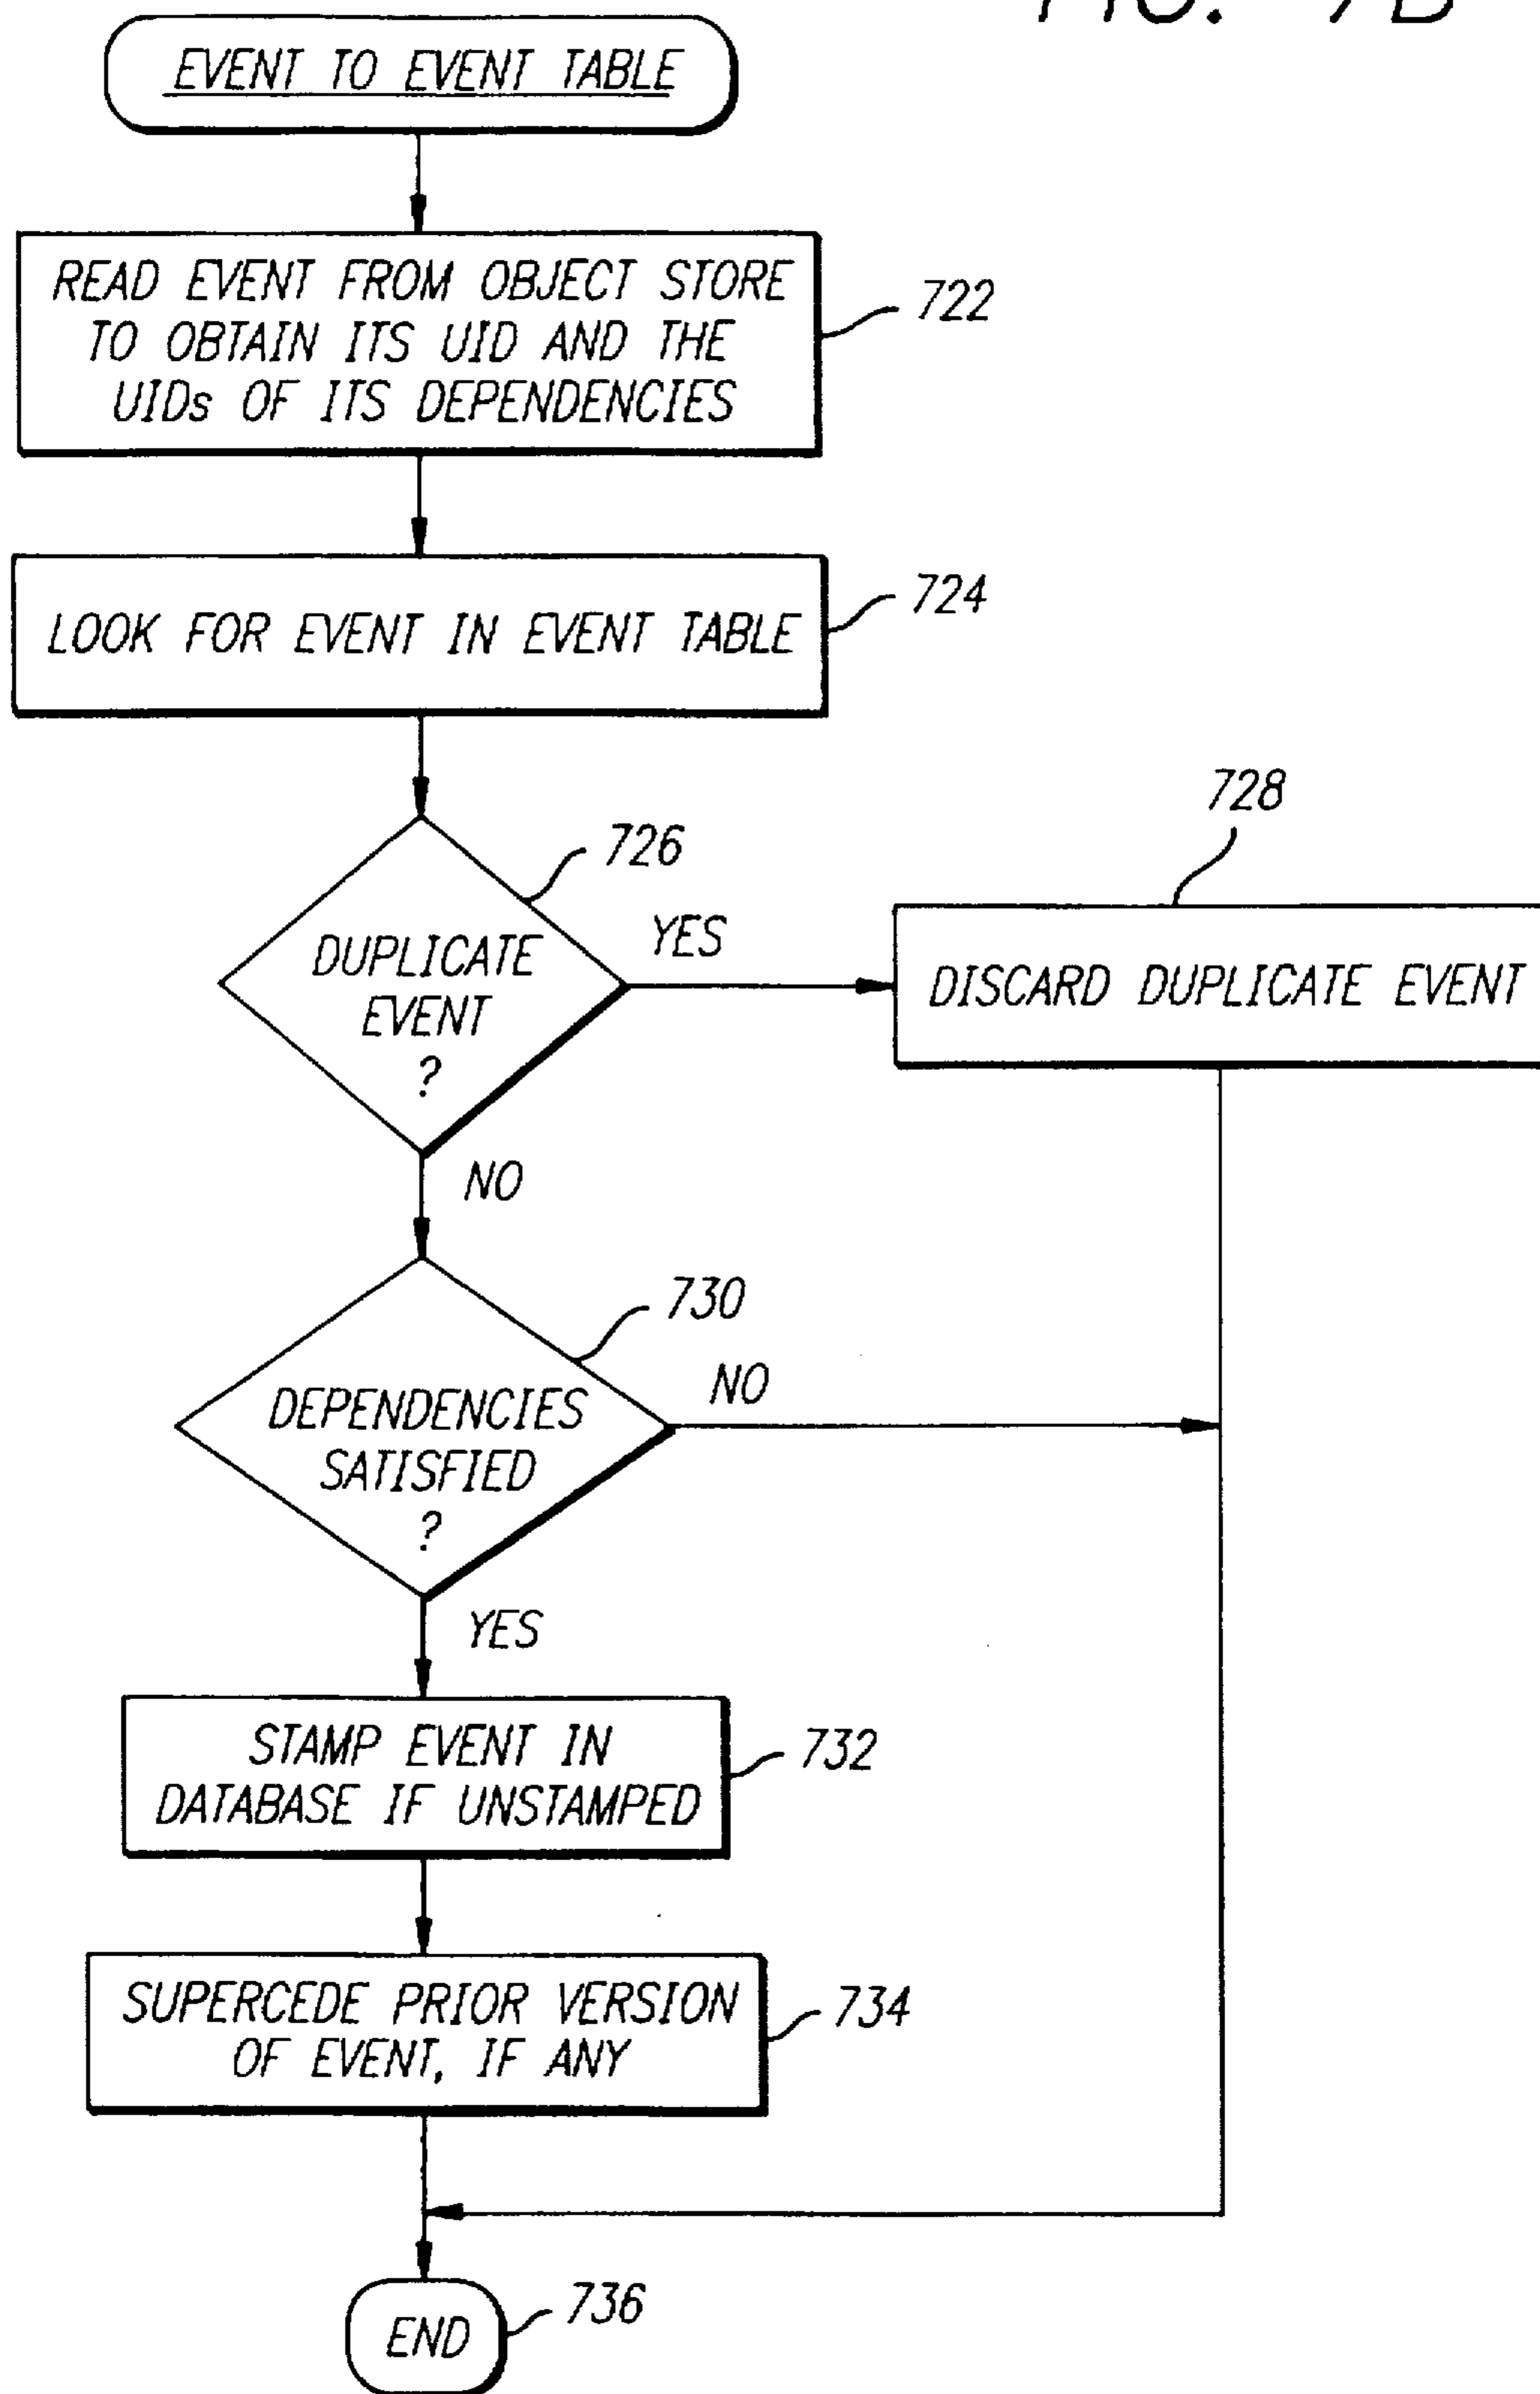 FIG. 7B
EVENT TO EVENT TABLE
READ EVENT FROM OBJECT STORE
TO OBTAIN ITS UID AND THE
UIDs OF ITS DEPENDENCIES
722
LOOK FOR EVENT IN EVENT TABLE
724
726
DUPLICATE
EVENT
?
YES
728
DISCARD DUPLICATE EVENT
NO
730
DEPENDENCIES
SATISFIED
?
NO
YES
STAMP EVENT IN
DATABASE IF UNSTAMPED
732
SUPERCEDE PRIOR VERSION
OF EVENT, IF ANY
734
END
736